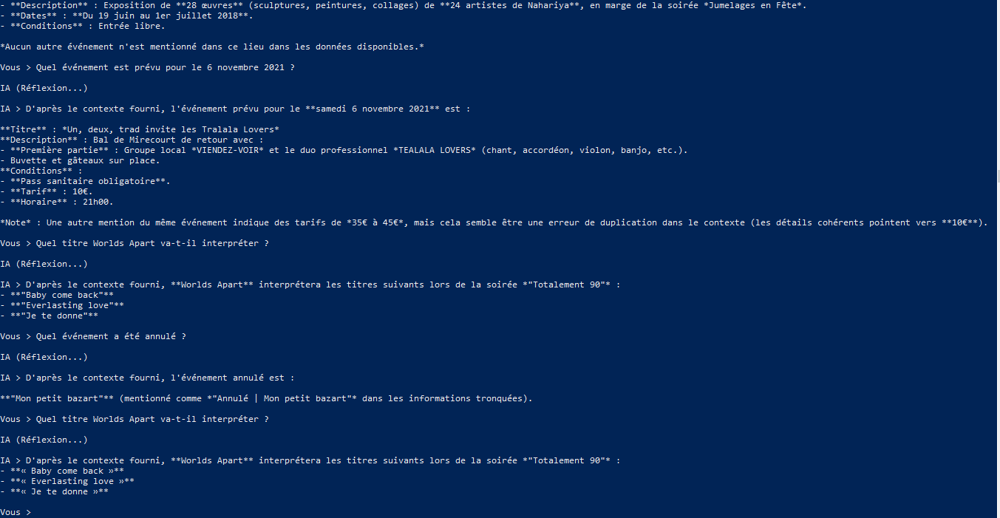 - **Description** : Exposition de **28 œuvres** (sculptures, peintures, collages) de **24 artistes de Nahariya**, en marge de la soirée *Jumelages en Fête*.
- **Dates** : **Du 19 juin au 1er juillet 2018**.
- **Conditions** : Entrée libre.
*Aucun autre événement n'est mentionné dans ce lieu dans les données disponibles.*
Vous > Quel événement est prévu pour le 6 novembre 2021 ?
IA (Réflexion...)
IA > D'après le contexte fourni, l'événement prévu pour le **samedi 6 novembre 2021** est :
**Titre** : *Un, deux, trad invite les Tralala Lovers*
**Description** : Bal de Mirecourt de retour avec :
- **Première partie** : Groupe local *VIENDEZ-VOIR* et le duo professionnel *TEALALA LOVERS* (chant, accordéon, violon, banjo, etc.).
- Buvette et gâteaux sur place.
**Conditions** :
- **Pass sanitaire obligatoire**.
- **Tarif** : 10€.
- **Horaire** : 21h00.
*Note* : Une autre mention du même événement indique des tarifs de *35€ à 45€*, mais cela semble être une erreur de duplication dans le contexte (les détails cohérents pointent vers **10€**).
Vous > Quel titre Worlds Apart va-t-il interpréter ?
IA (Réflexion...)
IA > D'après le contexte fourni, **Worlds Apart** interprétera les titres suivants lors de la soirée *"Totalement 90"* :
- **"Baby come back"**
- **"Everlasting love"**
- **"Je te donne"**
Vous > Quel événement a été annulé ?
IA (Réflexion...)
IA > D'après le contexte fourni, l'événement annulé est :
**"Mon petit bazart"** (mentionné comme *"Annulé | Mon petit bazart"* dans les informations tronquées).
Vous > Quel titre Worlds Apart va-t-il interpréter ?
IA (Réflexion...)
IA > D'après le contexte fourni, **Worlds Apart** interprétera les titres suivants lors de la soirée *"Totalement 90"* :
- **« Baby come back »**
- **« Everlasting love »**
- **« Je te donne »**
Vous >